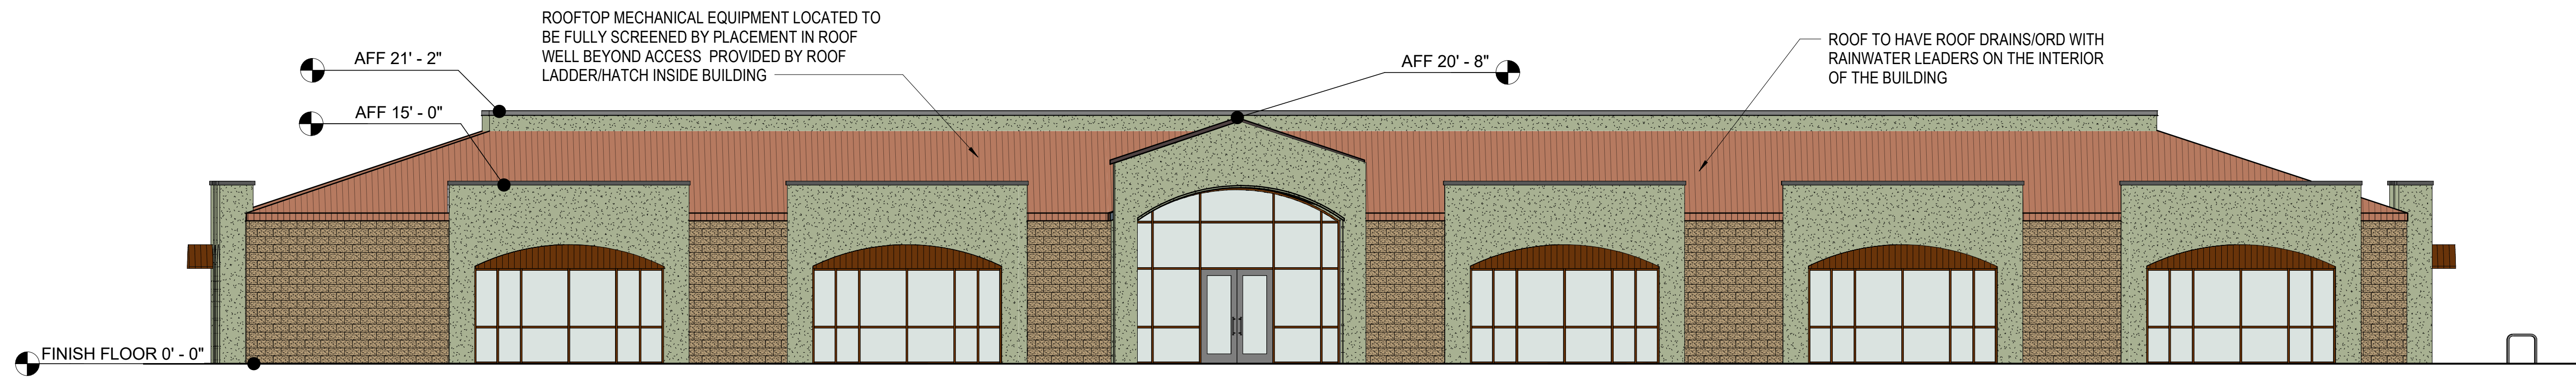 ROOFTOP MECHANICAL EQUIPMENT LOCATED TO
BE FULLY SCREENED BY PLACEMENT IN ROOF
WELL BEYOND ACCESS PROVIDED BY ROOF
LADDER/HATCH INSIDE BUILDING
AFF 21' - 2"
AFF 15' - 0"
AFF 20' - 8"
ROOF TO HAVE ROOF DRAINS/ORD WITH
RAINWATER LEADERS ON THE INTERIOR
OF THE BUILDING
FINISH FLOOR 0' - 0"